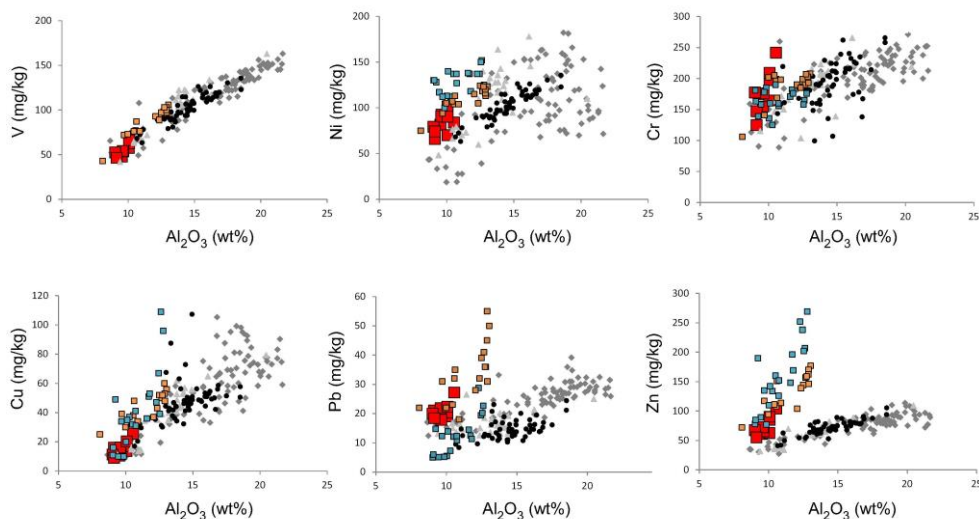 200
150
100
50
0
V (mg/kg)
5 10 15 20 25
Al₂O₃ (wt%)
200
150
100
50
0
Ni (mg/kg)
5 10 15 20 25
Al₂O₃ (wt%)
300
250
200
150
100
50
0
Cr (mg/kg)
5 10 15 20 25
Al₂O₃ (wt%)
120
100
80
60
40
20
0
Cu (mg/kg)
5 10 15 20 25
Al₂O₃ (wt%)
60
50
40
30
20
10
0
Pb (mg/kg)
5 10 15 20 25
Al₂O₃ (wt%)
300
250
200
150
100
50
0
Zn (mg/kg)
5 10 15 20 25
Al₂O₃ (wt%)